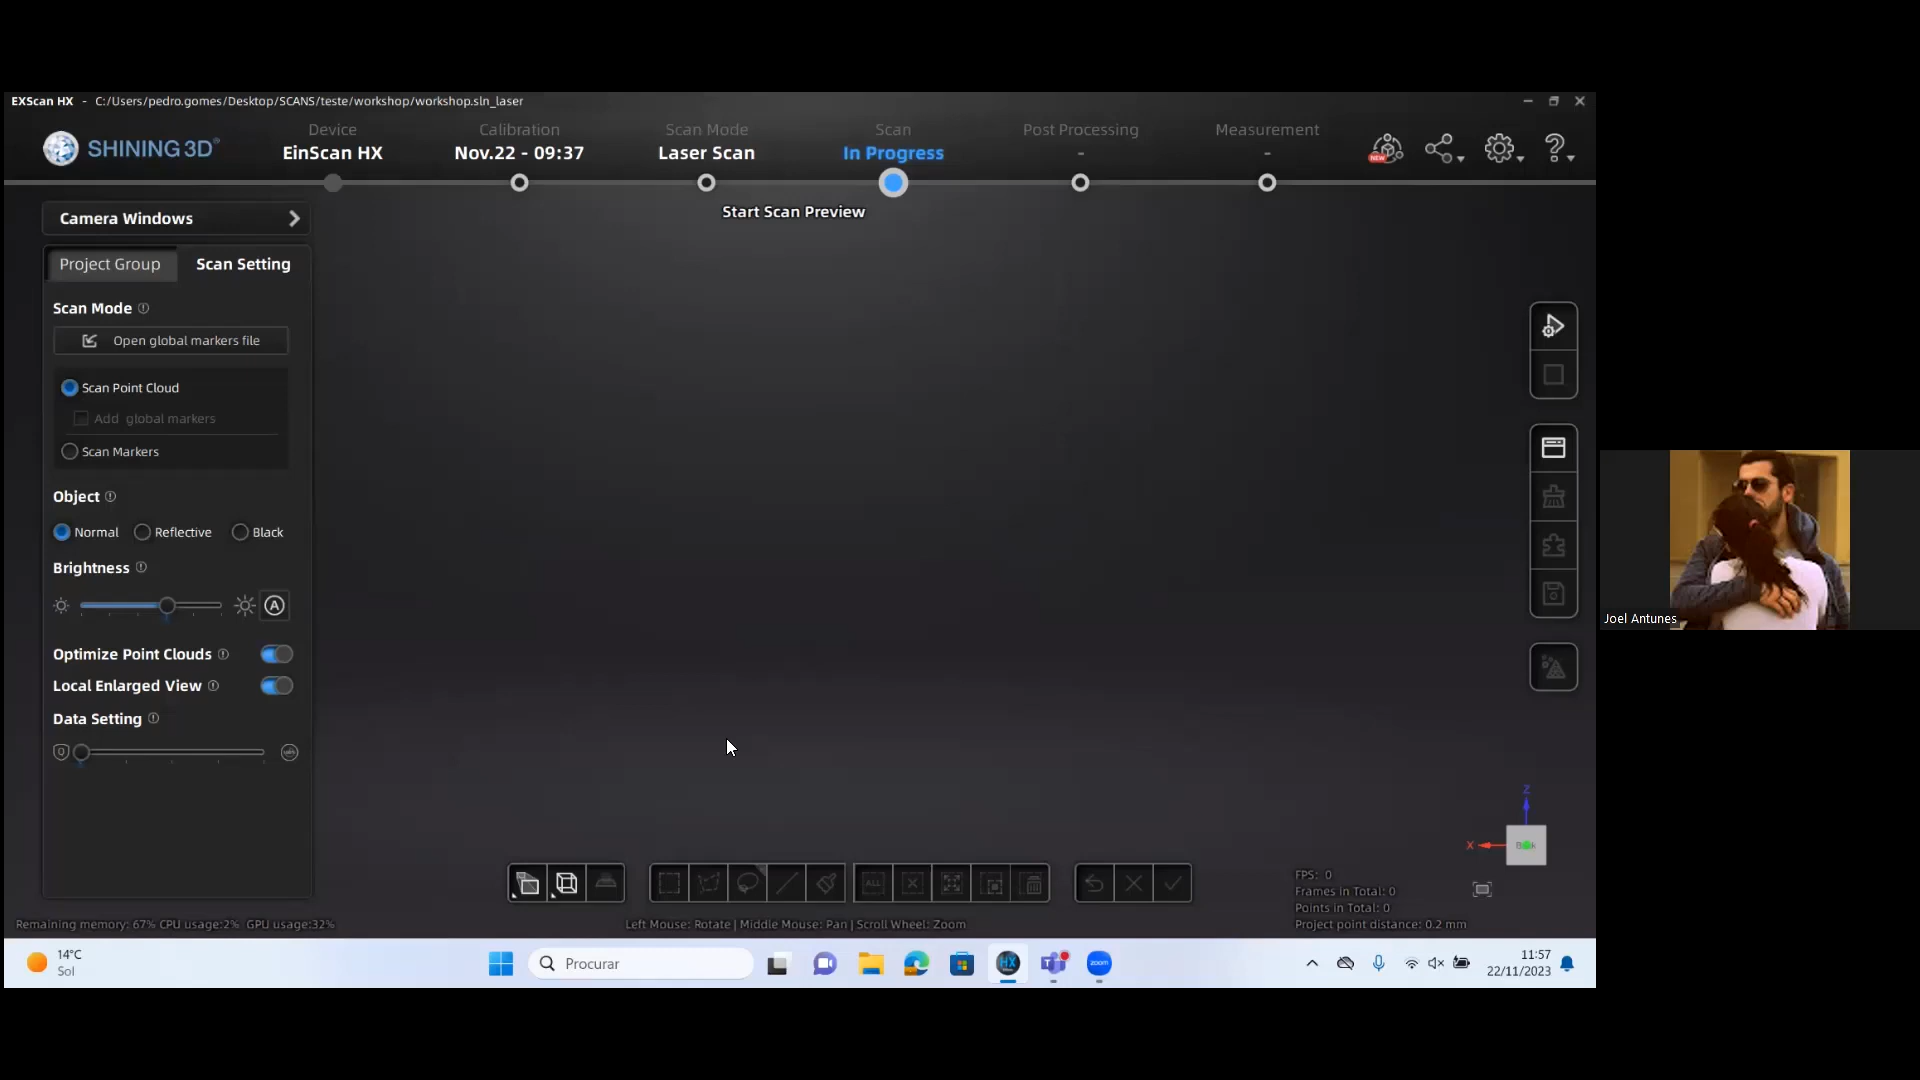 EXScan HX - C:/Users/pedro.gomes/Desktop/SCANS/teste/workshop/workshop.sln_laser
SHINING 3D®
Device
EinScan HX
Calibration
Nov.22 - 09:37
Scan Mode
Laser Scan
Scan
In Progress
Post Processing
-
Measurement
-
NEW
Start Scan Preview
Camera Windows
Project Group
Scan Setting
Scan Mode
Open global markers file
Scan Point Cloud
Add global markers
Scan Markers
Object
Normal Reflective Black
Brightness
A
Optimize Point Clouds
Local Enlarged View
Data Setting
Joel Antunes
Z
X
ALL
FPS: 0
Frames in Total: 0
Points in Total: 0
Project point distance: 0.2 mm
Remaining memory: 67% CPU usage:2% GPU usage:32%
Left Mouse: Rotate | Middle Mouse: Pan | Scroll Wheel: Zoom
14°C
Sol
Procurar
HX
zoom
11:57
22/11/2023